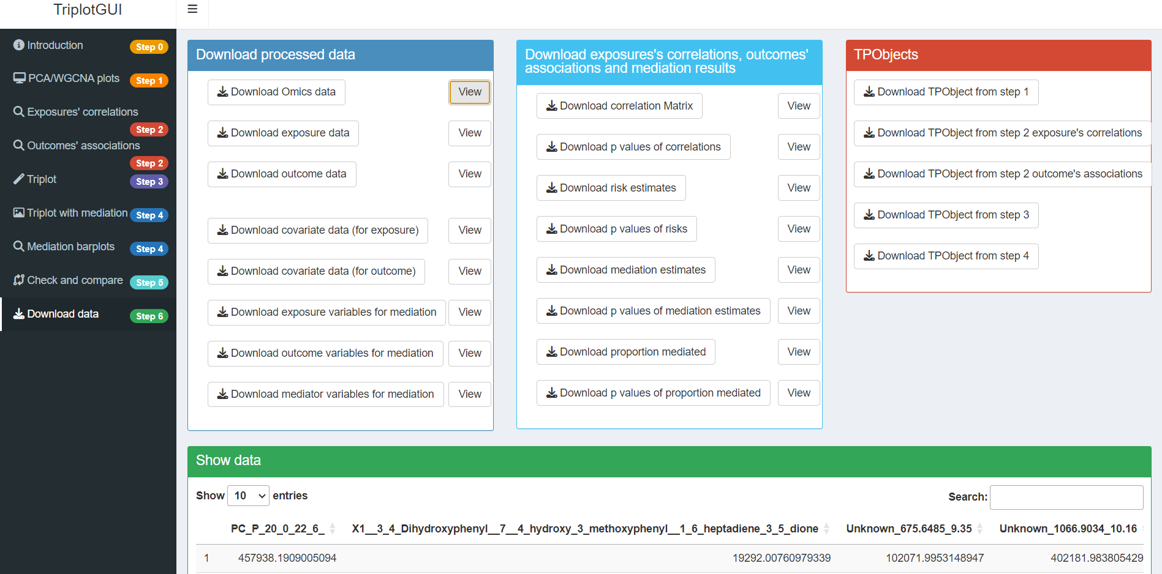 TriplotGUI
Introduction
Step 0
PCA/WGCNA plots
Step 1
Exposures' correlations
Step 2
Outcomes' associations
Step 2
Triplot
Step 3
Triplot with mediation
Step 4
Mediation barplots
Step 4
Check and compare
Step 5
Download data
Step 6
Download processed data
Download Omics data View
Download exposure data View
Download outcome data View
Download covariate data (for exposure) View
Download covariate data (for outcome) View
Download exposure variables for mediation View
Download outcome variables for mediation View
Download mediator variables for mediation View
Download exposures's correlations, outcomes'
associations and mediation results
Download correlation Matrix View
Download p values of correlations View
Download risk estimates View
Download p values of risks View
Download mediation estimates View
Download p values of mediation estimates View
Download proportion mediated View
Download p values of proportion mediated View
TPObjects
Download TPObject from step 1
Download TPObject from step 2 exposure's correlations
Download TPObject from step 2 outcome's associations
Download TPObject from step 3
Download TPObject from step 4
Show data
Show 10 entries Search:
PC_P_20_0_22_6_ X1__3_4_Dihydroxyphenyl__7__4_hydroxy_3_methoxyphenyl__1_6_heptadiene_3_5_dione Unknown_675.6485_9.35 Unknown_1066.9034_10.16
1 457938.1909005094 19292.00760979339 102071.9953148947 402181.983805429